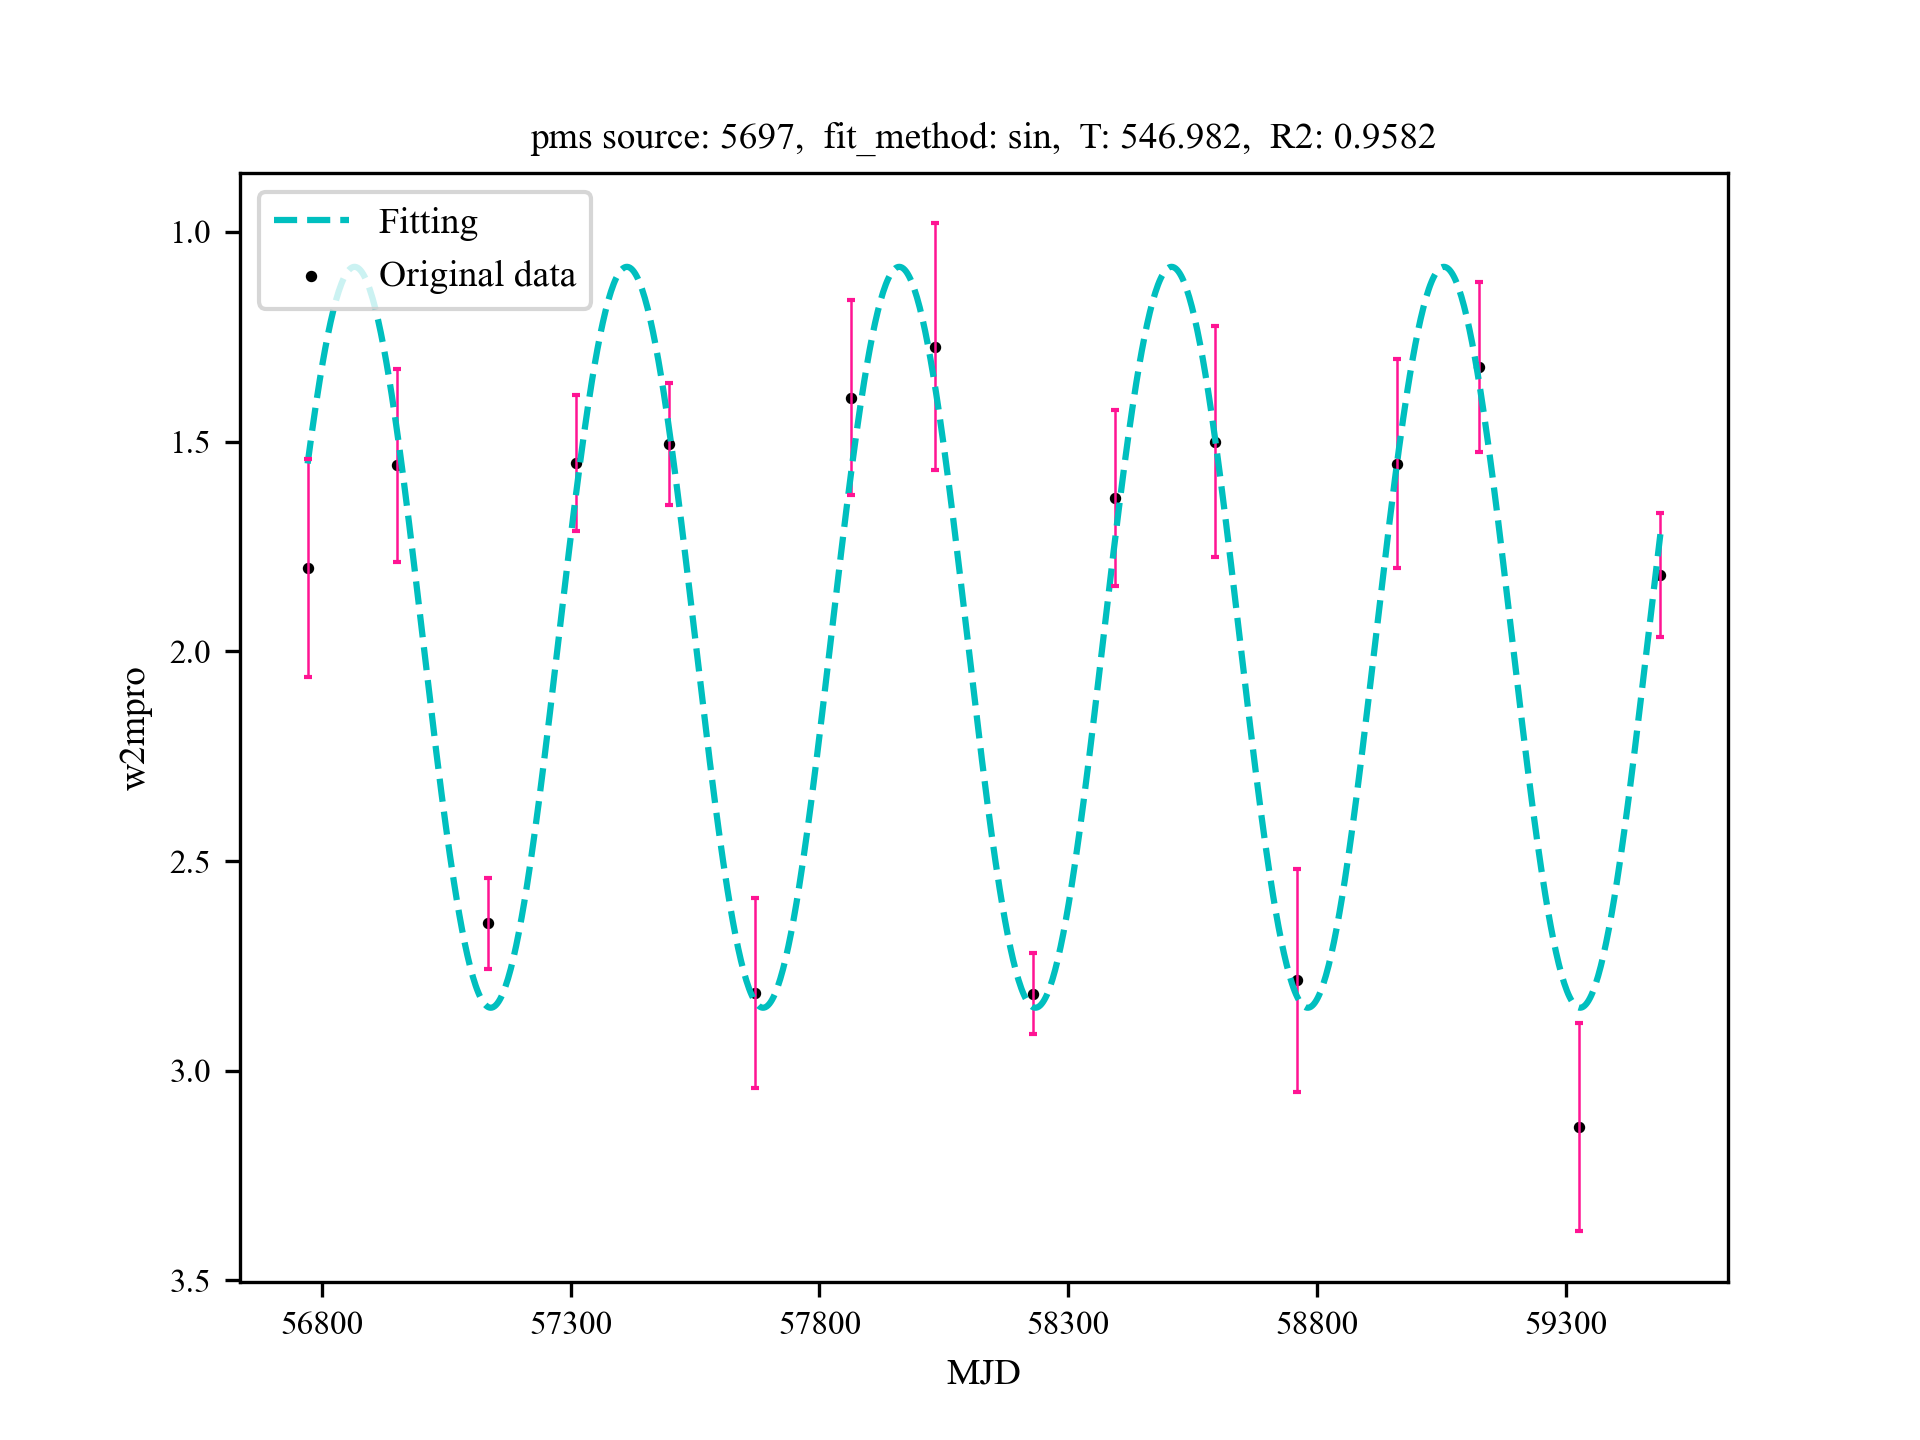 pms source: 5697,  fit_method: sin,  T: 546.982,  R2: 0.9582
Fitting
Original data
1.0
1.5
2.0
2.5
3.0
3.5
w2mpro
56800
57300
57800
58300
58800
59300
MJD